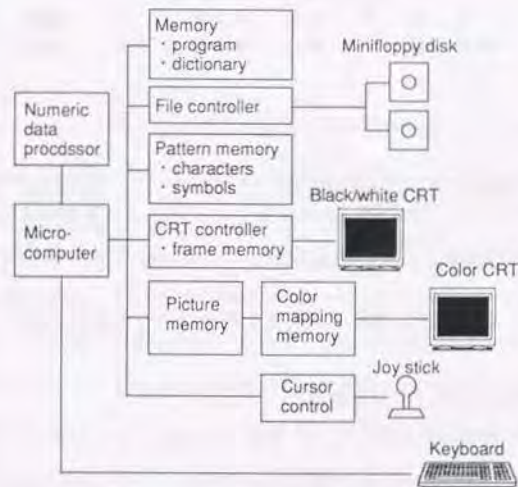 Memory
· program
· dictionary
Minifloppy disk
File controller
Numeric
data
procdssor
Pattern memory
· characters
· symbols
Black/white CRT
Micro-
computer
CRT controller
· frame memory
Color CRT
Picture
memory
Color
mapping
memory
Joy stick
Cursor
control
Keyboard